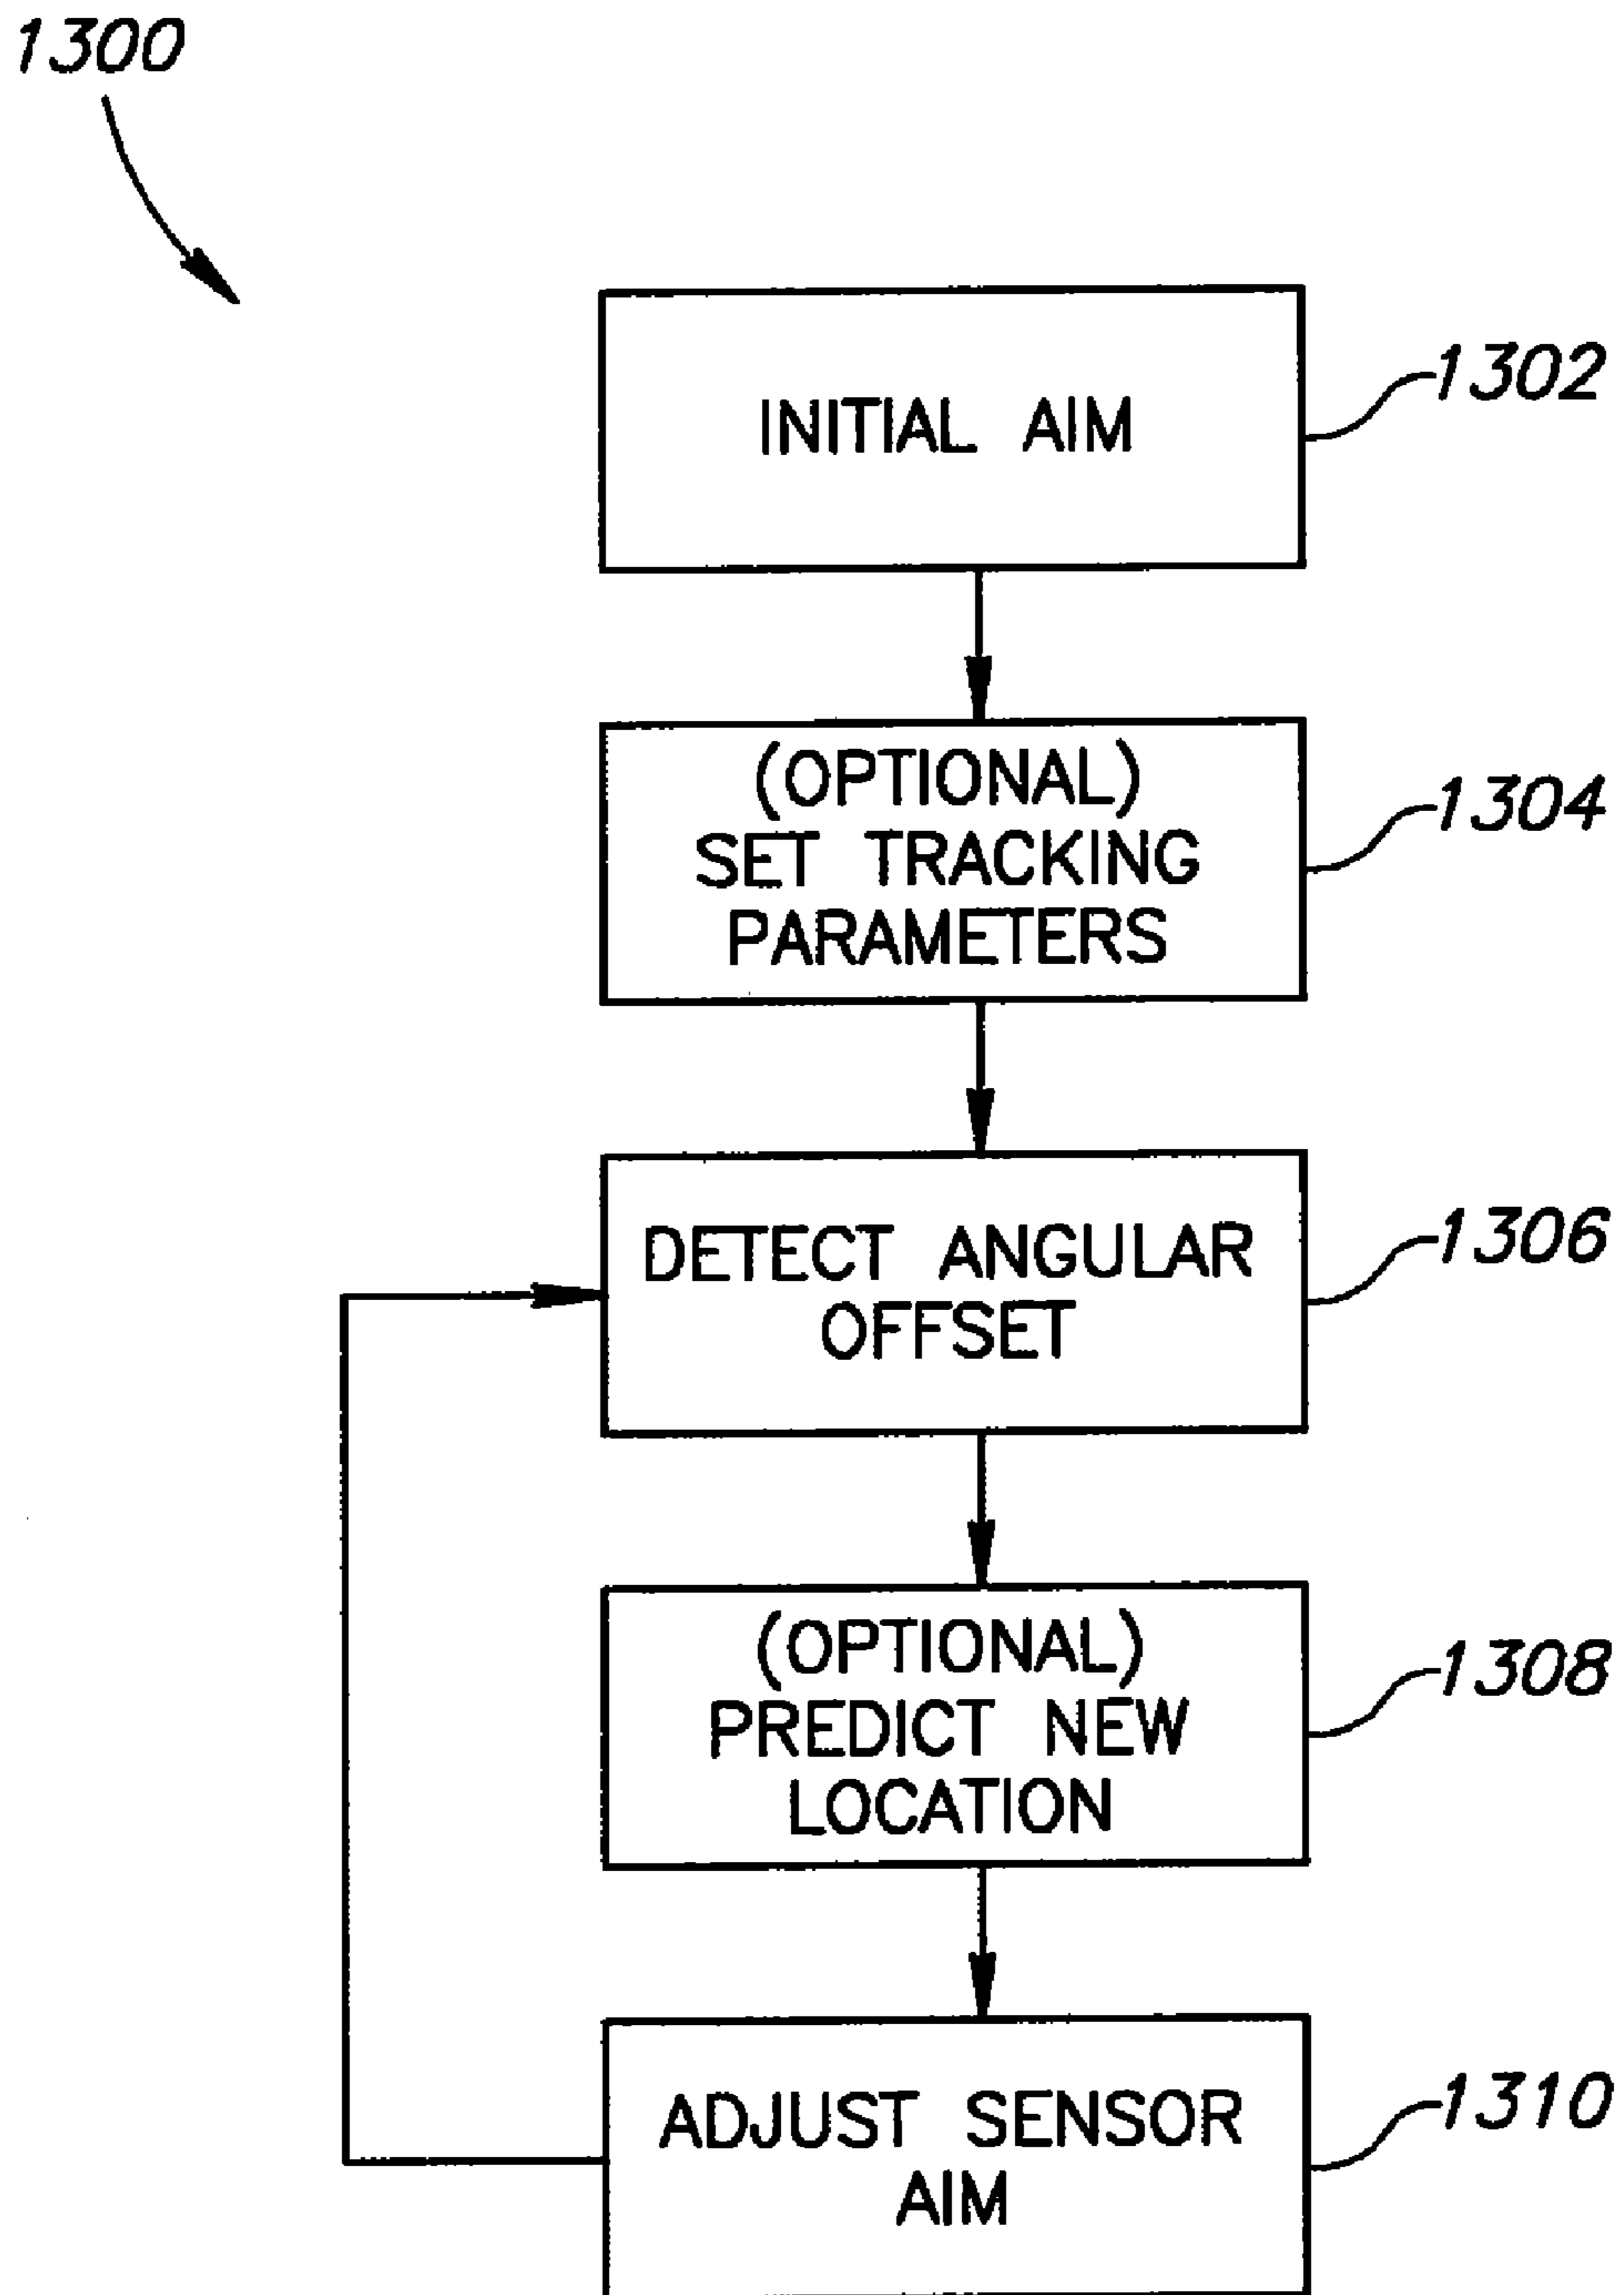 1300
INITIAL AIM
1302
(OPTIONAL)
SET TRACKING
PARAMETERS
1304
DETECT ANGULAR
OFFSET
1306
(OPTIONAL)
PREDICT NEW
LOCATION
1308
ADJUST SENSOR
AIM
1310